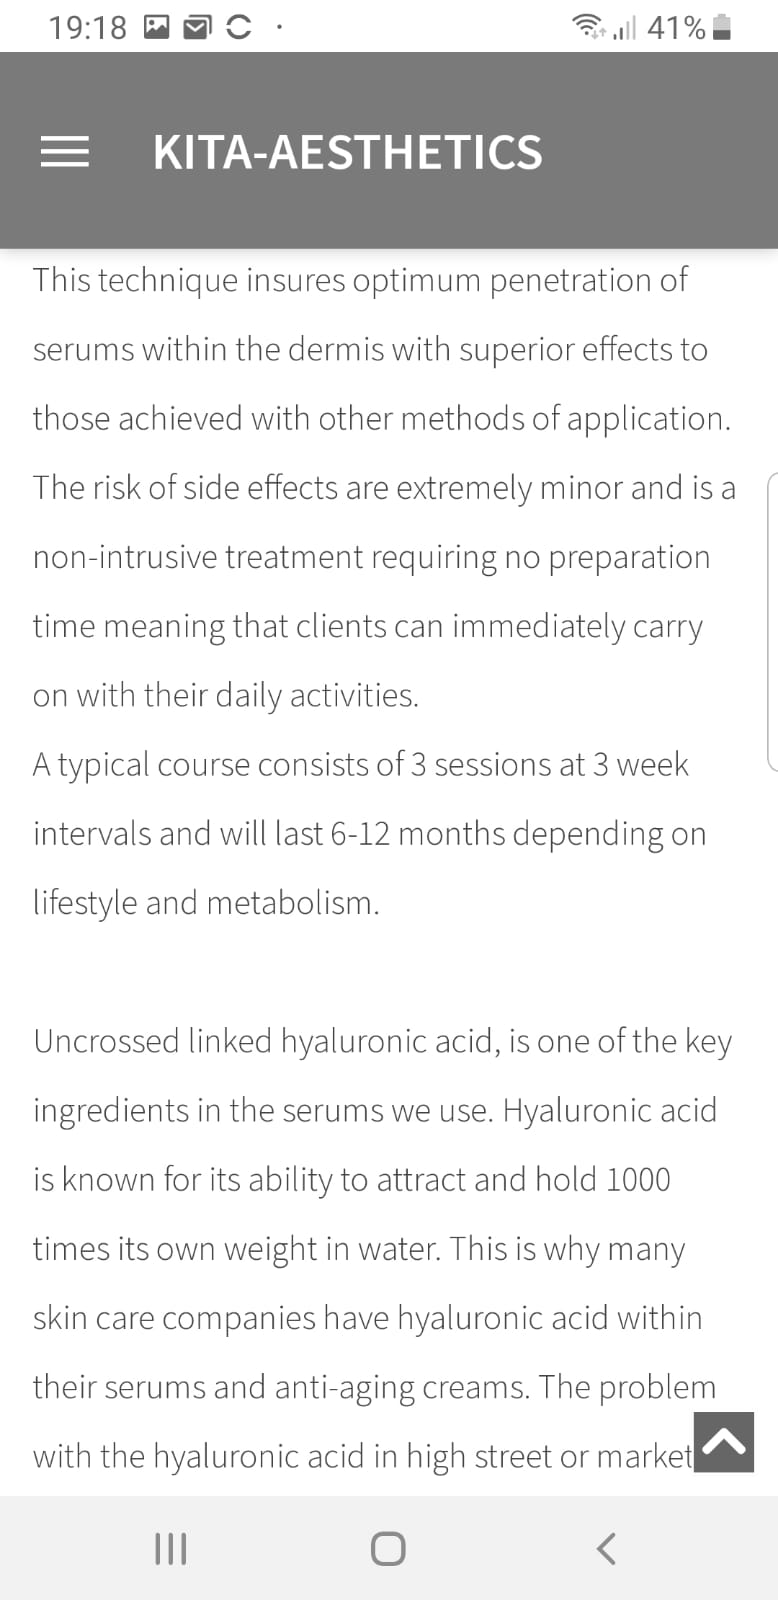 19:18
41%
KITA-AESTHETICS
This technique insures optimum penetration of
serums within the dermis with superior effects to
those achieved with other methods of application.
The risk of side effects are extremely minor and is a
non-intrusive treatment requiring no preparation
time meaning that clients can immediately carry
on with their daily activities.
A typical course consists of 3 sessions at 3 week
intervals and will last 6-12 months depending on
lifestyle and metabolism.
Uncrossed linked hyaluronic acid, is one of the key
ingredients in the serums we use. Hyaluronic acid
is known for its ability to attract and hold 1000
times its own weight in water. This is why many
skin care companies have hyaluronic acid within
their serums and anti-aging creams. The problem
with the hyaluronic acid in high street or market